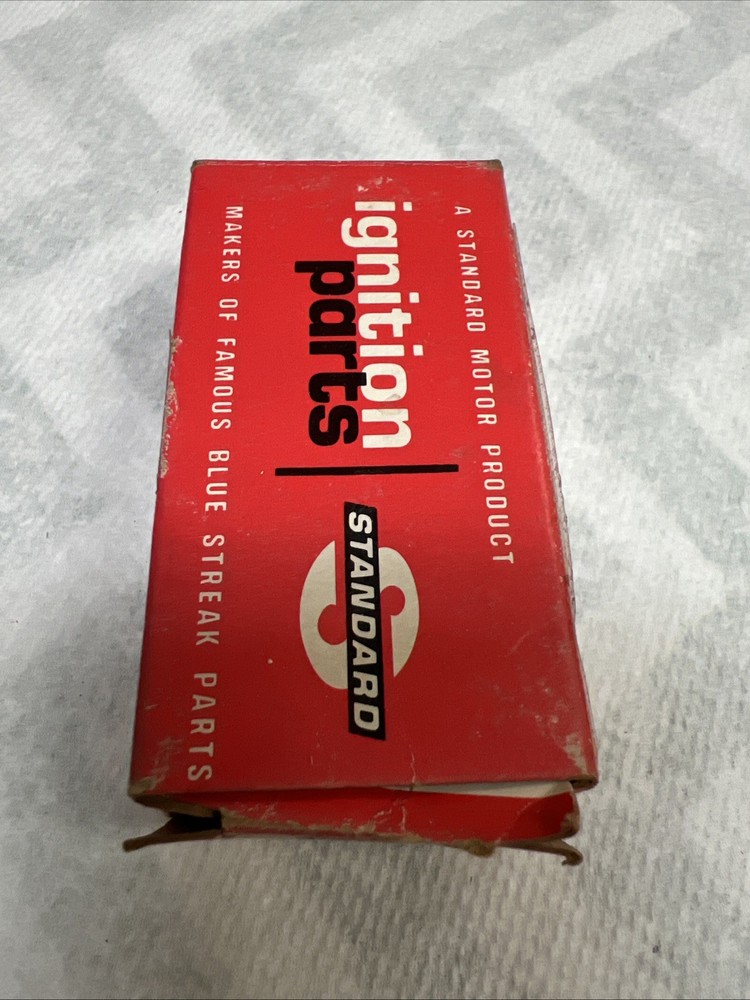 A STANDARD MOTOR PRODUCT
ignition
parts
STANDARD
S
MAKERS OF FAMOUS BLUE STREAK PARTS